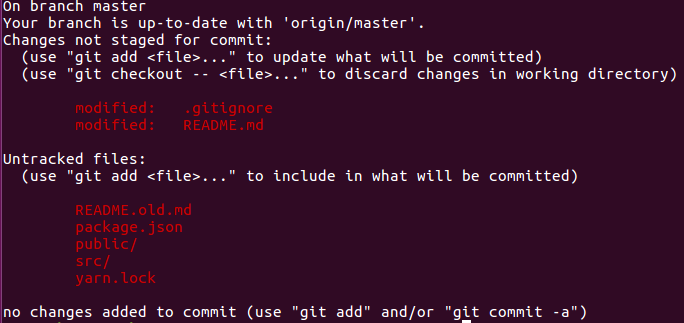 On branch master
Your branch is up-to-date with 'origin/master'.
Changes not staged for commit:
  (use "git add <file>..." to update what will be committed)
  (use "git checkout -- <file>..." to discard changes in working directory)

        modified:   .gitignore
        modified:   README.md

Untracked files:
  (use "git add <file>..." to include in what will be committed)

        README.old.md
        package.json
        public/
        src/
        yarn.lock

no changes added to commit (use "git add" and/or "git commit -a")